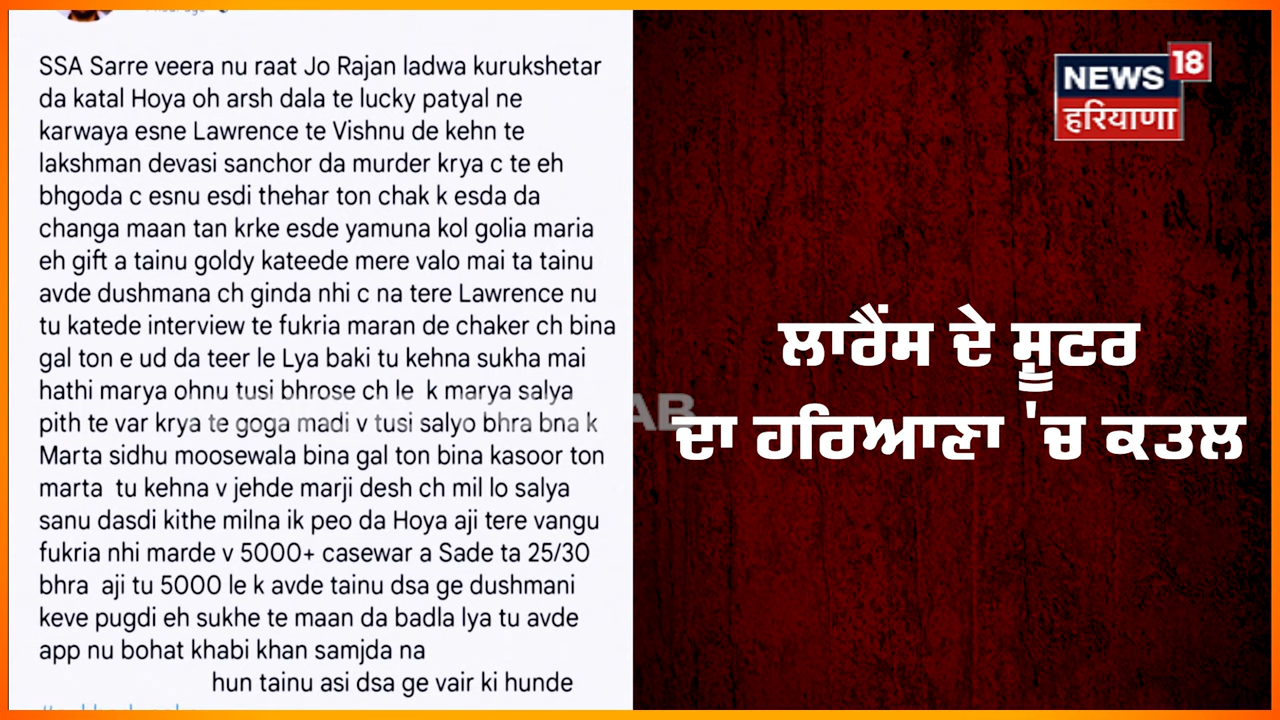 SSA Sarre veera nu raat Jo Rajan ladwa kurukshetar
da katal Hoya oh arsh dala te lucky patyal ne
karwaya esne Lawrence te Vishnu de kehn te
lakshman devasi sanchor da murder krya c te eh
bhgoda c esnu esdi thehar ton chak k esda da
changa maan tan krke esde yamuna kol golia maria
eh gift a tainu goldy kateede mere valo mai ta tainu
avde dushmana ch ginda nhi c na tere Lawrence nu
tu katede interview te fukria maran de chaker ch bina
gal ton e ud da teer le Lya baki tu kehna sukha mai
hathi marya ohnu tusi bhrose ch le k marya salya
pith te var krya te goga madi v tusi salyo bhra bna k
Marta sidhu moosewala bina gal ton bina kasoor ton
marta tu kehna v jehde marji desh ch mil lo salya
sanu dasdi kithe milna ik peo da Hoya aji tere vangu
fukria nhi marde v 5000+ casewar a Sade ta 25/30
bhra aji tu 5000 le k avde tainu dsa ge dushmani
keve pugdi eh sukhe te maan da badla lya tu avde
app nu bohat khabi khan samjda na
hun tainu asi dsa ge vair ki hunde
NEWS 18
हरियाणा
ਲਾਰੈਂਸ ਦੇ ਸ਼ੂਟਰ
ਦਾ ਹਰਿਆਣਾ 'ਚ ਕਤਲ